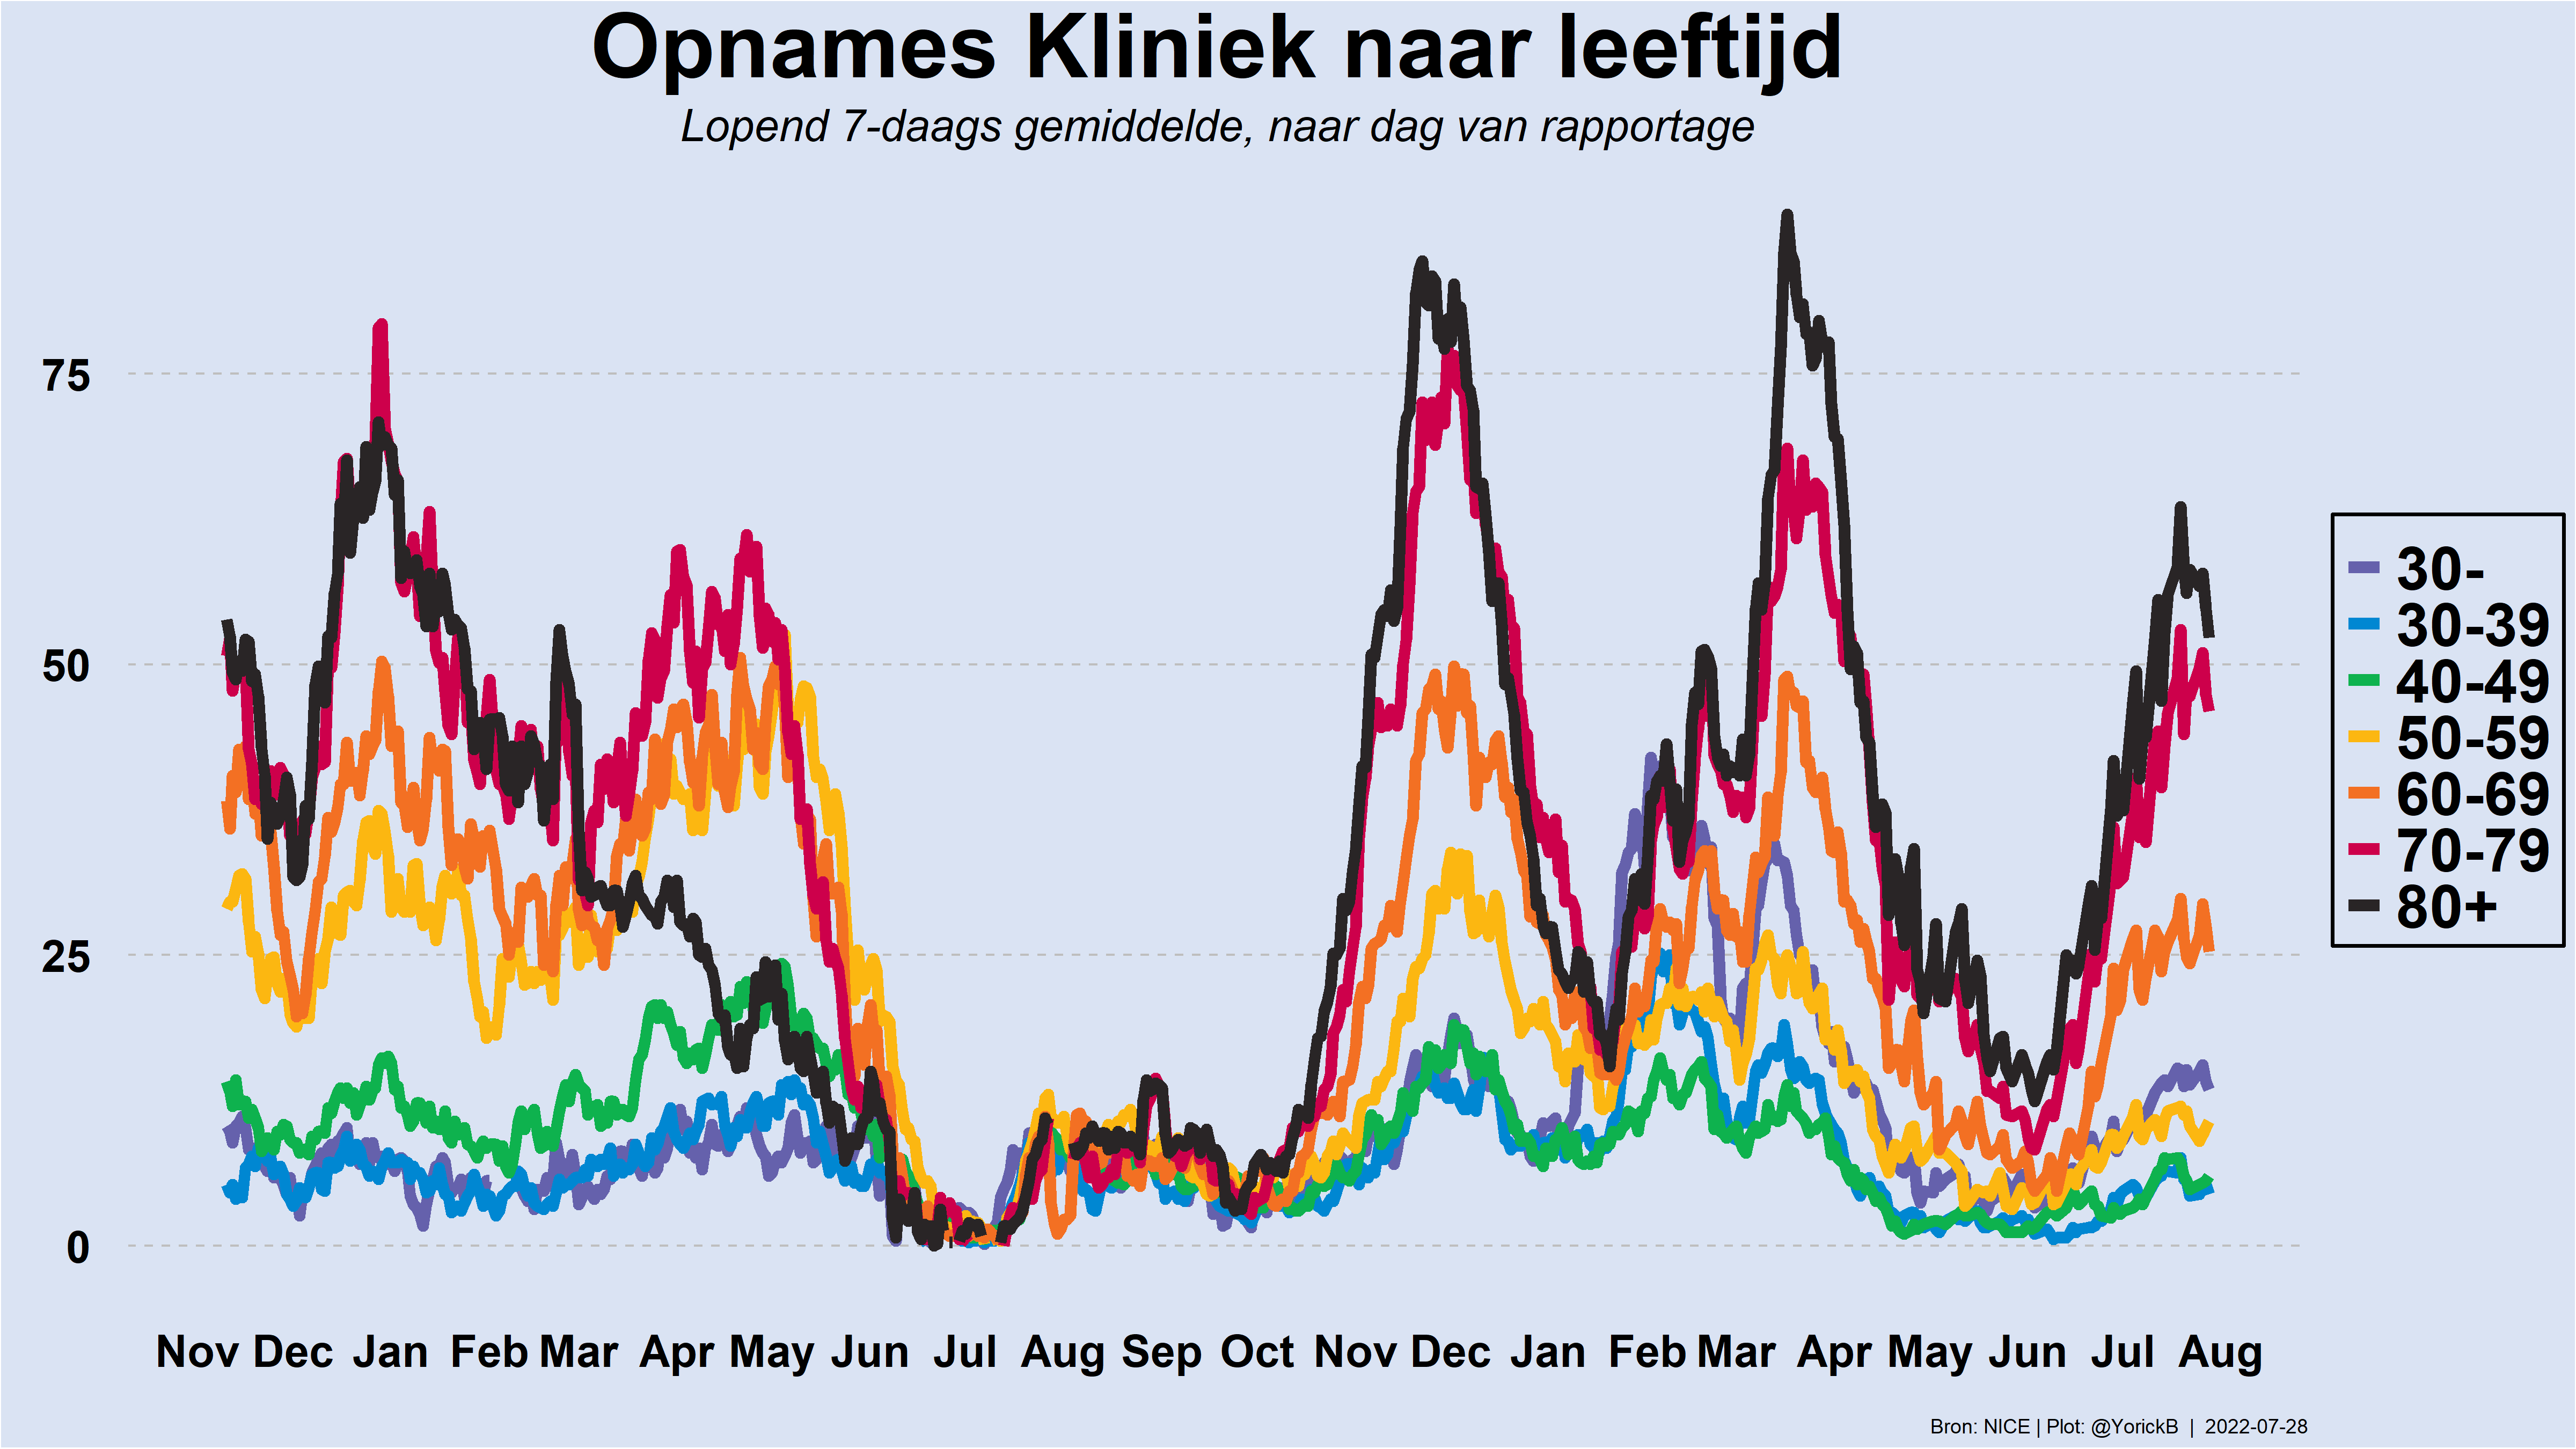 Opnames Kliniek naar leeftijd
Lopend 7-daags gemiddelde, naar dag van rapportage
75
50
25
0
30-
30-39
40-49
50-59
60-69
70-79
80+
Nov Dec Jan Feb Mar Apr May Jun Jul Aug Sep Oct Nov Dec Jan Feb Mar Apr May Jun Jul Aug
Bron: NICE | Plot: @YorickB | 2022-07-28